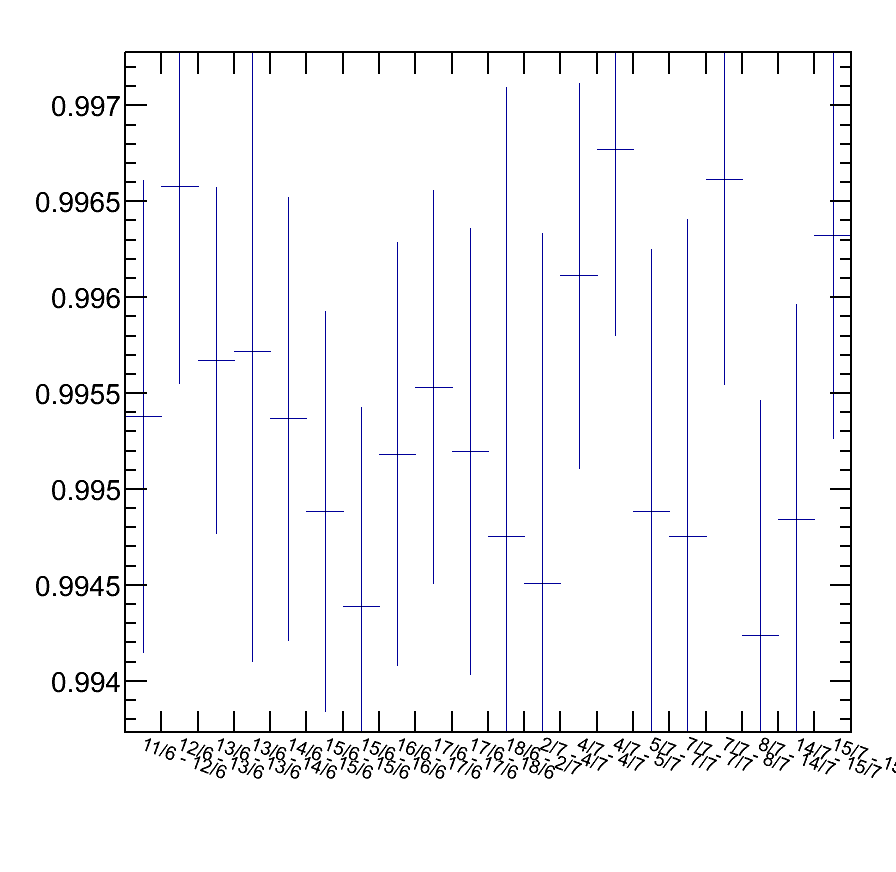 0.997
0.9965
0.996
0.9955
0.995
0.9945
0.994
11/6 - 12/6
12/6 - 13/6
13/6 - 13/6
13/6 - 14/6
14/6 - 15/6
15/6 - 15/6
15/6 - 16/6
16/6 - 17/6
17/6 - 17/6
17/6 - 18/6
18/6 - 2/7
2/7 - 4/7
4/7 - 4/7
4/7 - 5/7
5/7 - 7/7
7/7 - 7/7
7/7 - 8/7
8/7 - 14/7
14/7 - 15/7
15/7 - 15